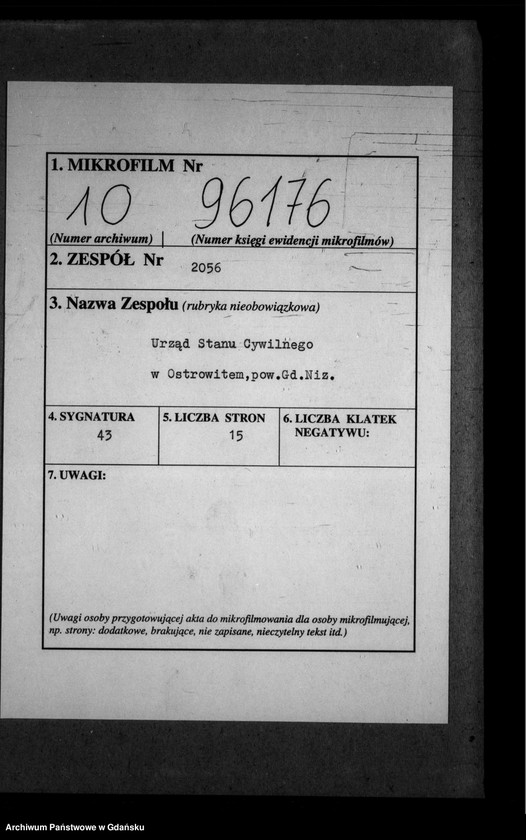 1. MIKROFILM Nr
10 96176
(Numer archiwum) (Numer księgi ewidencji mikrofilmów)
2. ZESPÓŁ Nr 2056
3. Nazwa Zespołu (rubryka nieobowiązkowa)
Urząd Stanu Cywilnego
w Ostrowitem,pow.Gd.Niz.
4. SYGNATURA
43
5. LICZBA STRON
15
6. LICZBA KLATEK
NEGATYWU:
7. UWAGI:
(Uwagi osoby przygotowującej akta do mikrofilmowania dla osoby mikrofilmującej,
np. strony: dodatkowe, brakujące, nie zapisane, nieczytelny tekst itd.)
Archiwum Państwowe w Gdańsku